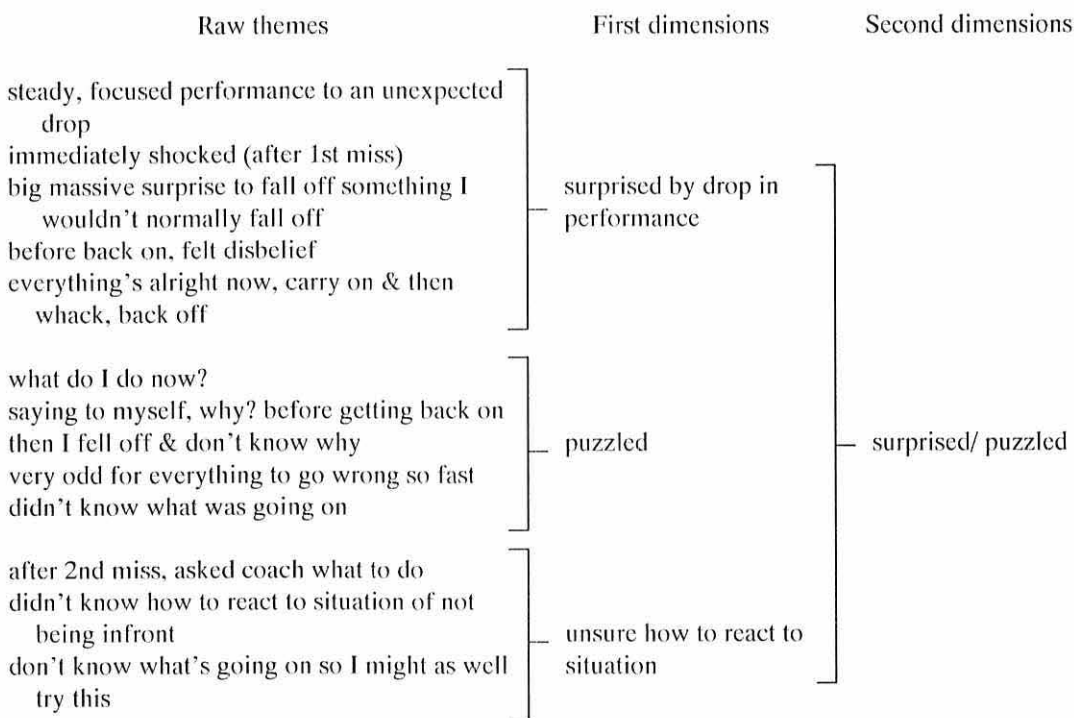 Raw themes First dimensions Second dimensions
steady, focused performance to an unexpected
drop
immediately shocked (after 1st miss)
big massive surprise to fall off something I
wouldn't normally fall off
before back on, felt disbelief
everything's alright now, carry on & then
whack, back off
surprised by drop in
performance
what do I do now?
saying to myself, why? before getting back on
then I fell off & don't know why
very odd for everything to go wrong so fast
didn't know what was going on
puzzled
surprised/ puzzled
after 2nd miss, asked coach what to do
didn't know how to react to situation of not
being infront
don't know what's going on so I might as well
try this
unsure how to react to
situation